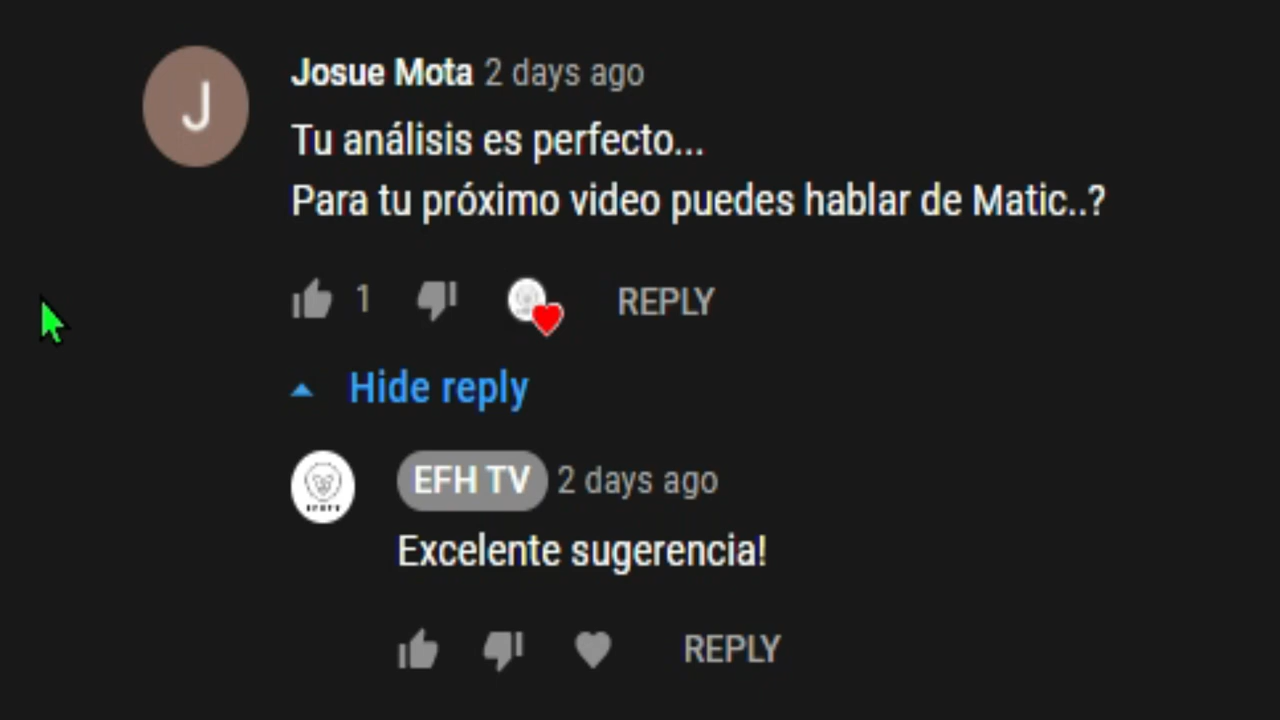 J
Josue Mota 2 days ago
Tu análisis es perfecto...
Para tu próximo video puedes hablar de Matic..?
1
REPLY
Hide reply
EFH TV 2 days ago
Excelente sugerencia!
REPLY